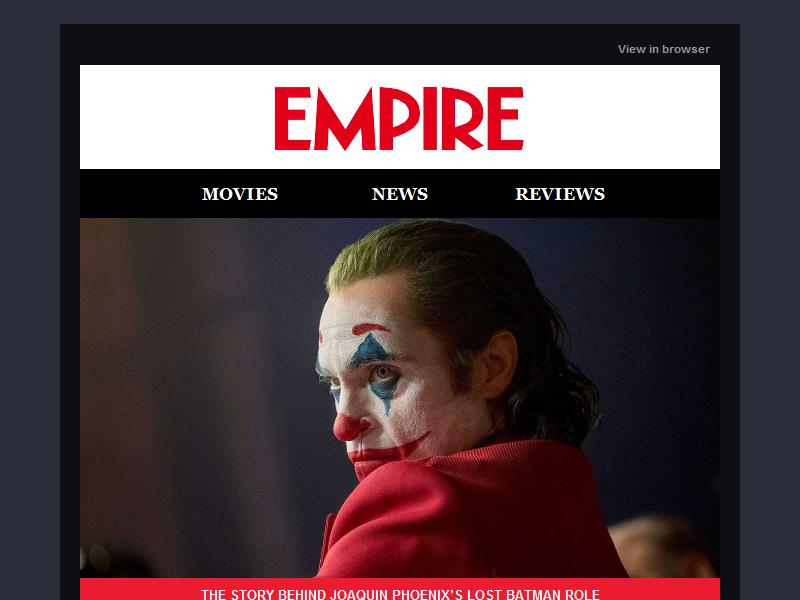 View in browser
EMPIRE
MOVIES NEWS REVIEWS
THE STORY BEHIND JOAQUIN PHOENIX’S LOST BATMAN ROLE